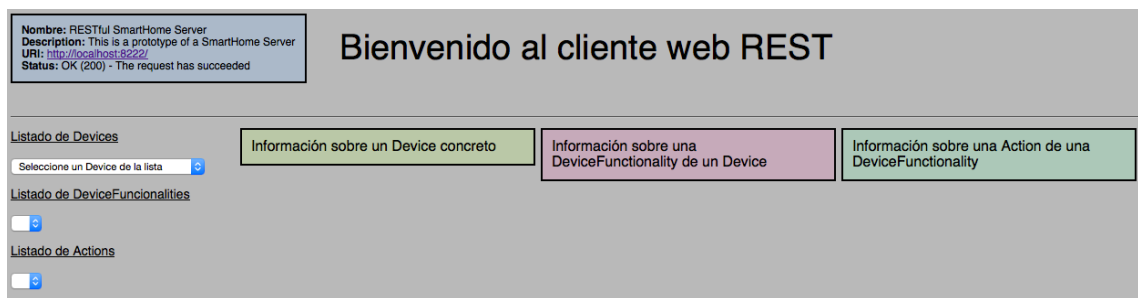 Nombre: RESTful SmartHome Server
Description: This is a prototype of a SmartHome Server
URI: http://localhost:8222/
Status: OK (200) - The request has succeeded
Bienvenido al cliente web REST
Listado de Devices
Seleccione un Device de la lista
Listado de DeviceFuncionalities
Listado de Actions
Información sobre un Device concreto
Información sobre una
DeviceFunctionality de un Device
Información sobre una Action de una
DeviceFunctionality